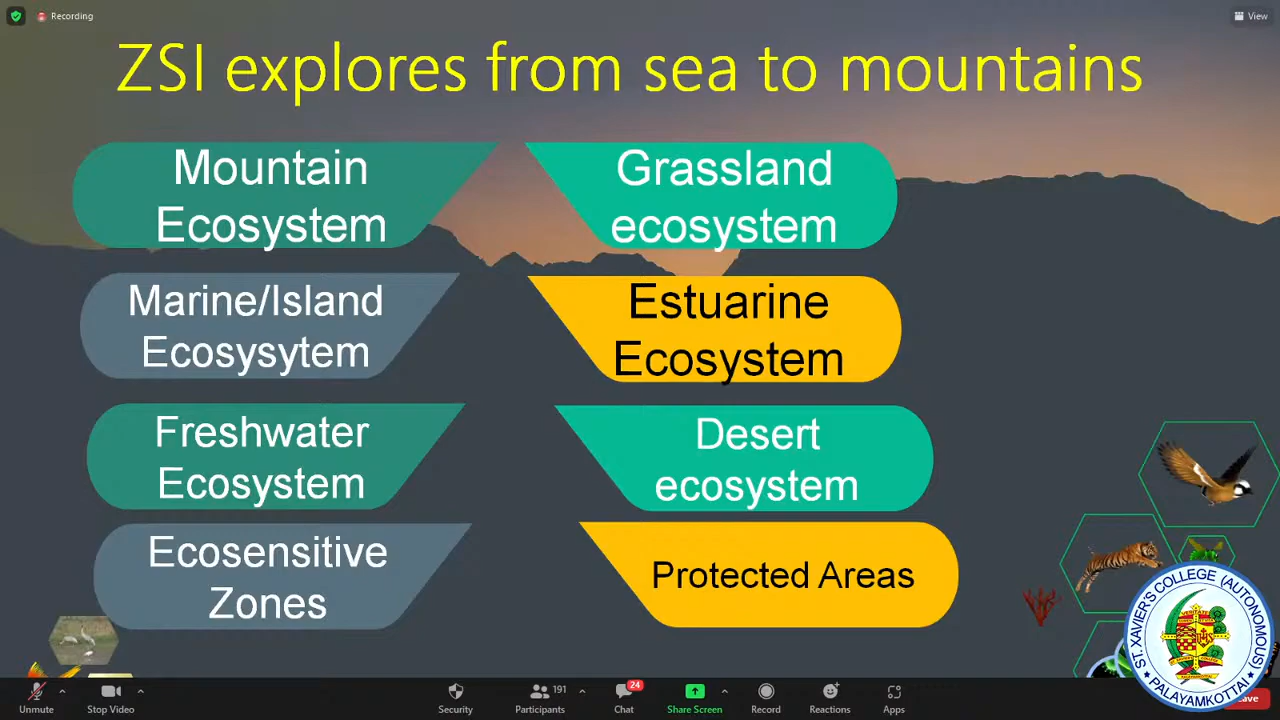 Recording
View
ZSI explores from sea to mountains
Mountain
Ecosystem
Grassland
ecosystem
Marine/Island
Ecosysytem
Estuarine
Ecosystem
Freshwater
Ecosystem
Desert
ecosystem
Ecosensitive
Zones
Protected Areas
ST. XAVIER'S COLLEGE (AUTONOMOUS)
PALAYAMKOTTAI
Unmute
Stop Video
Security
191
Participants
24
Chat
Share Screen
Record
Reactions
Apps